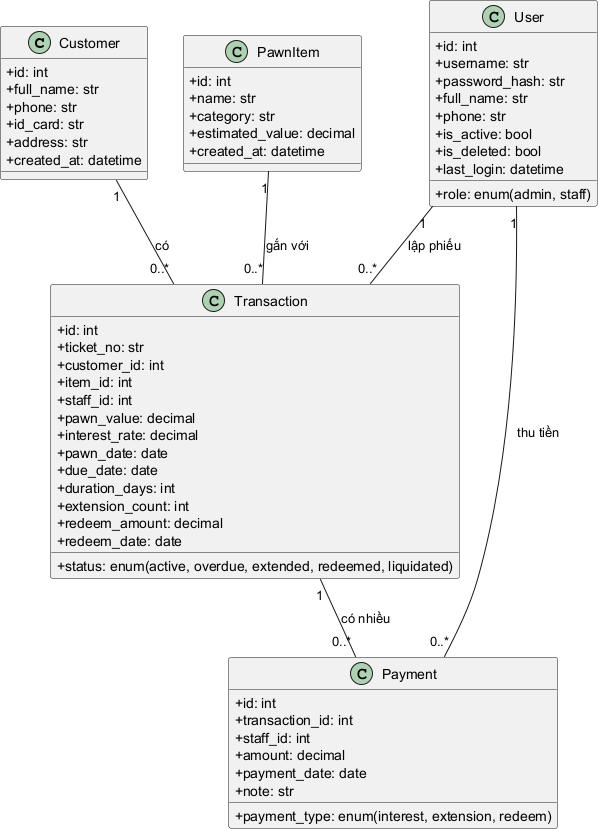 C Customer
+id: int
+full_name: str
+phone: str
+id_card: str
+address: str
+created_at: datetime
C PawnItem
+id: int
+name: str
+category: str
+estimated_value: decimal
+created_at: datetime
C User
+id: int
+username: str
+password_hash: str
+full_name: str
+phone: str
+is_active: bool
+is_deleted: bool
+last_login: datetime
+role: enum(admin, staff)
1
có
0..*
1
gắn với
0..*
1
lập phiếu
0..*
1
thu tiền
0..*
C Transaction
+id: int
+ticket_no: str
+customer_id: int
+item_id: int
+staff_id: int
+pawn_value: decimal
+interest_rate: decimal
+pawn_date: date
+due_date: date
+duration_days: int
+extension_count: int
+redeem_amount: decimal
+redeem_date: date
+status: enum(active, overdue, extended, redeemed, liquidated)
1
có nhiều
0..*
C Payment
+id: int
+transaction_id: int
+staff_id: int
+amount: decimal
+payment_date: date
+note: str
+payment_type: enum(interest, extension, redeem)